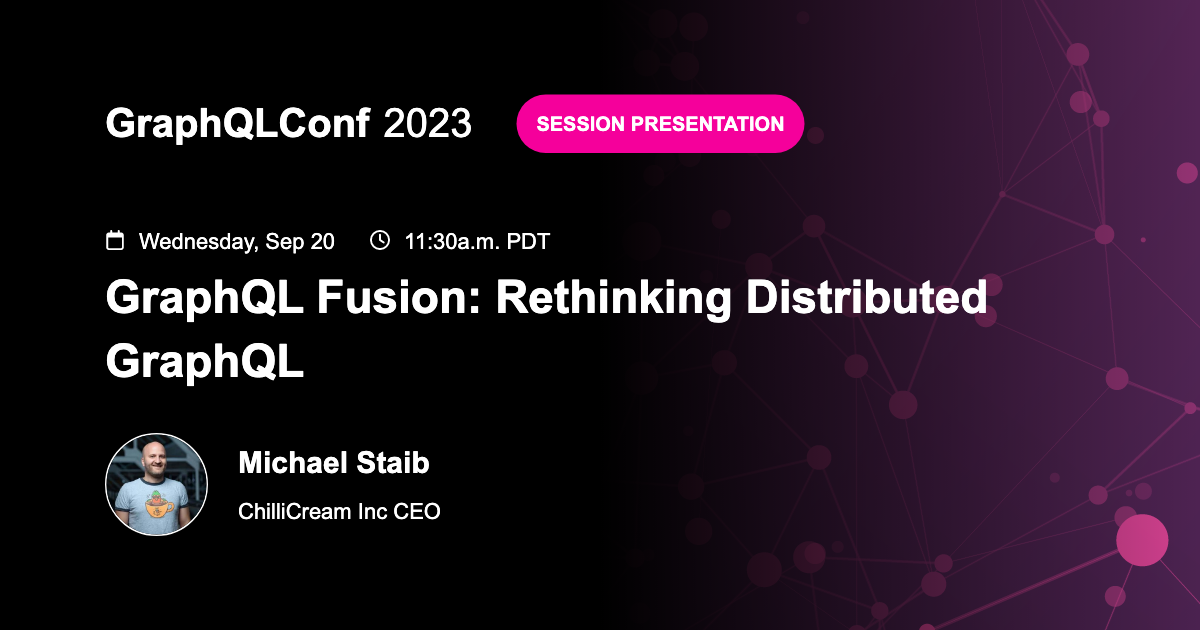 GraphQLConf 2023 SESSION PRESENTATION
Wednesday, Sep 20 11:30a.m. PDT
GraphQL Fusion: Rethinking Distributed
GraphQL
Michael Staib
ChilliCream Inc CEO